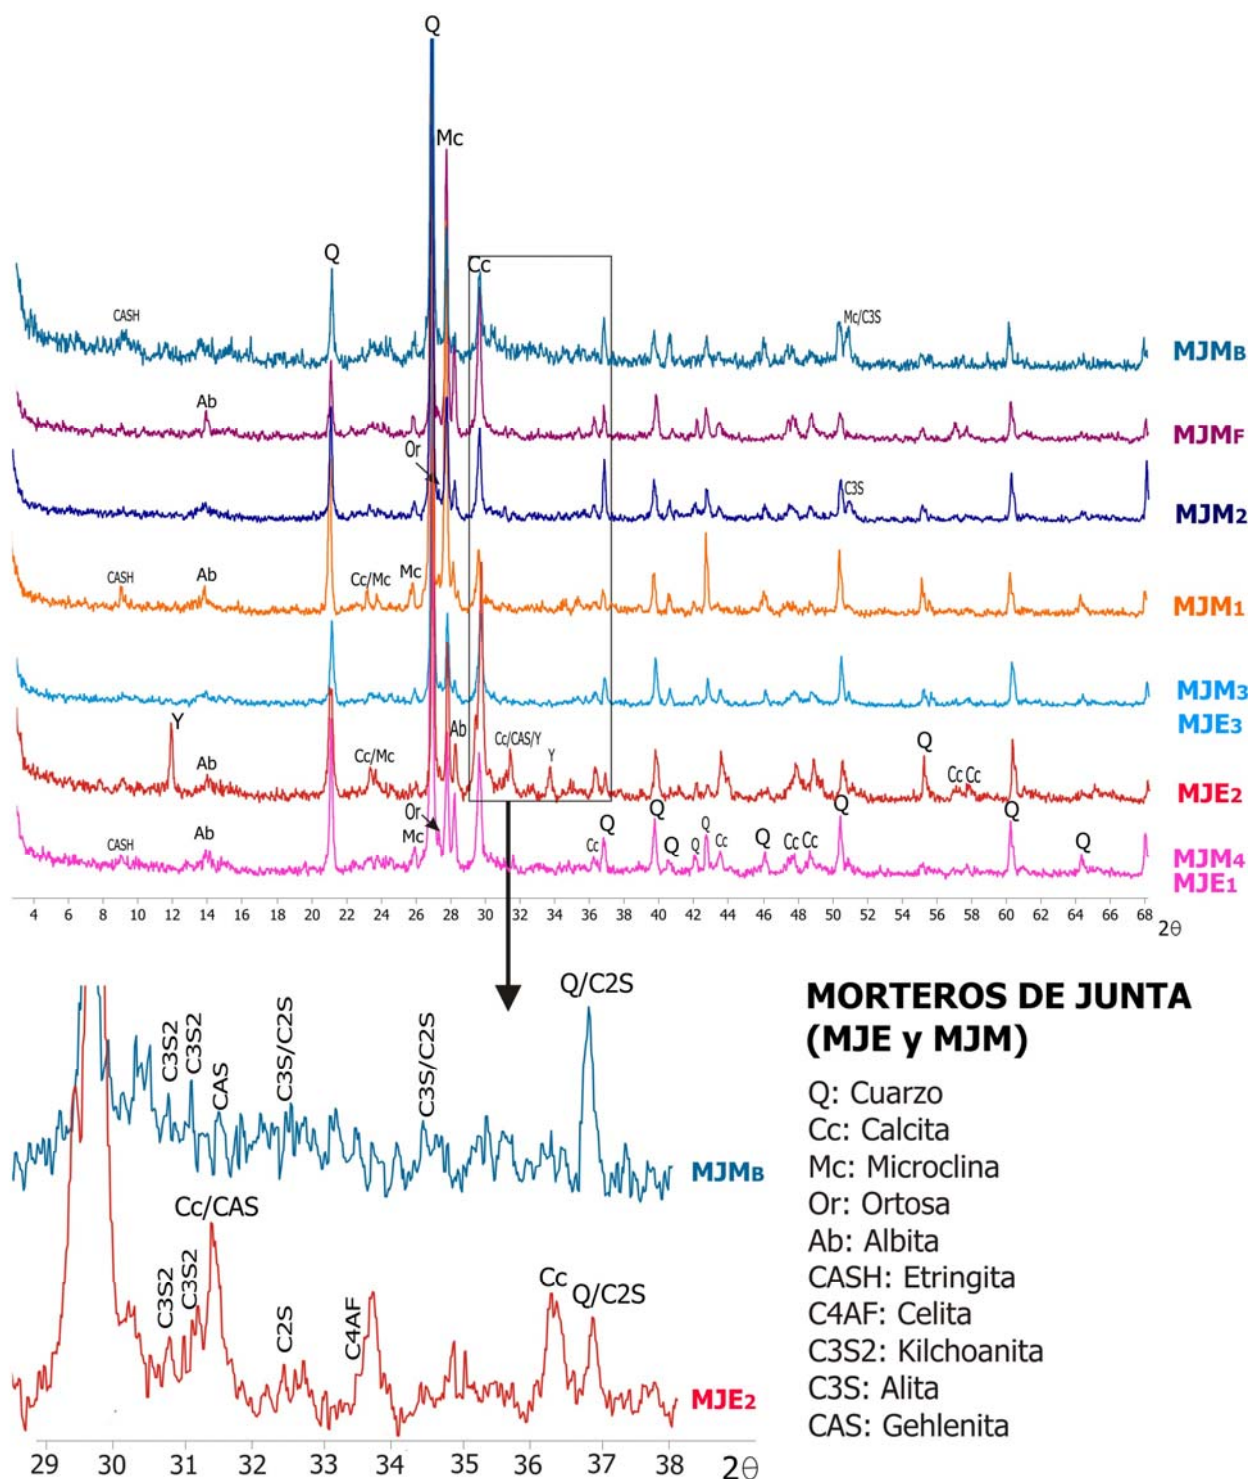 Q
Mc
Q
Cc
CASH
Mc/C3S
MJMB
Ab
MJMF
Or
C3S
MJM2
CASH
Ab
Cc/Mc
Mc
MJM1
MJM3
MJE3
Y
Ab
Cc/Mc
Ab
Cc/CAS/Y
Y
Q
Cc
Cc
MJE2
CASH
Ab
Or
Mc
Cc
Q
Q
Q
Q
Q
Cc
Q
Cc
Cc
Q
Q
Q
MJM4
MJE1
4 6 8 10 12 14 16 18 20 22 24 26 28 30 32 34 36 38 40 42 44 46 48 50 52 54 56 58 60 62 64 66 68
2θ
C3S2
C3S2
CAS
C3S/C2S
C3S/C2S
Q/C2S
MJMB
C3S2
C3S2
Cc/CAS
C2S
C4AF
Cc
Q/C2S
MJE2
29 30 31 32 33 34 35 36 37 38 2θ
MORTEROS DE JUNTA
(MJE y MJM)
Q: Cuarzo
Cc: Calcita
Mc: Microclina
Or: Ortosa
Ab: Albita
CASH: Etringita
C4AF: Celita
C3S2: Kilchoanita
C3S: Alita
CAS: Gehlenita